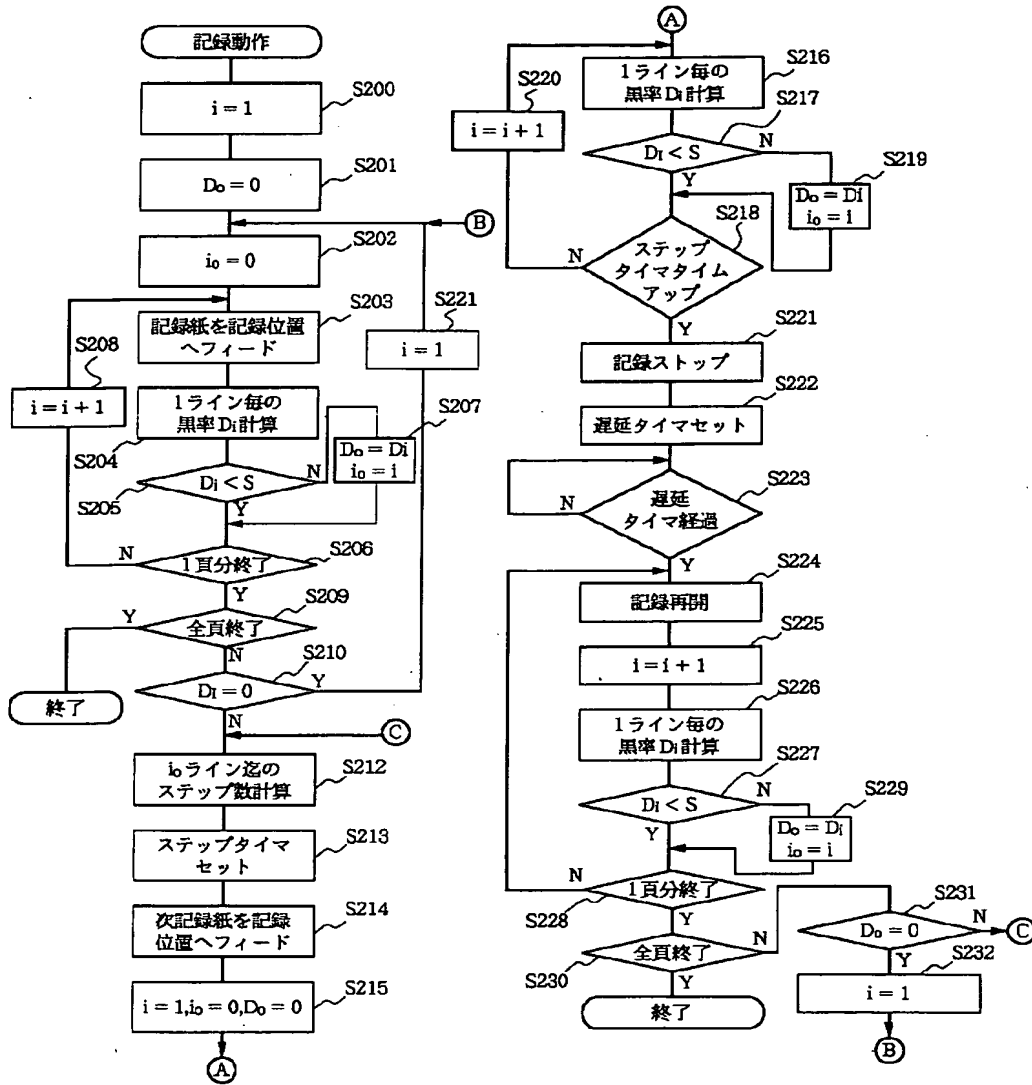 記録動作
S200
i = 1
S201
D₀ = 0
B
S202
i₀ = 0
S203
記録紙を記録位置
へフィード
S221
i = 1
S208
i = i + 1
1ライン毎の
黒率Di計算
S204
S207
D₀ = Di
i₀ = i
Di < S
N
Y
S205
1頁分終了
N
Y
S206
S209
全頁終了
Y
N
終了
S210
DI = 0
Y
N
C
S212
i₀ライン迄の
ステップ数計算
S213
ステップタイマ
セット
S214
次記録紙を記録
位置へフィード
S215
i = 1,i₀ = 0,D₀ = 0
A
A
S216
1ライン毎の
黒率Di計算
S220
i = i + 1
S217
DI < S
N
Y
S219
D₀ = Di
i₀ = i
S218
ステップ
タイマタイム
アップ
N
Y
S221
記録ストップ
S222
遅延タイマセット
S223
遅延
タイマ経過
N
Y
S224
記録再開
S225
i = i + 1
S226
1ライン毎の
黒率Di計算
S227
DI < S
N
Y
S229
D₀ = Di
i₀ = i
1頁分終了
N
Y
S228
全頁終了
N
Y
S230
終了
S231
D₀ = 0
N
C
Y
S232
i = 1
B